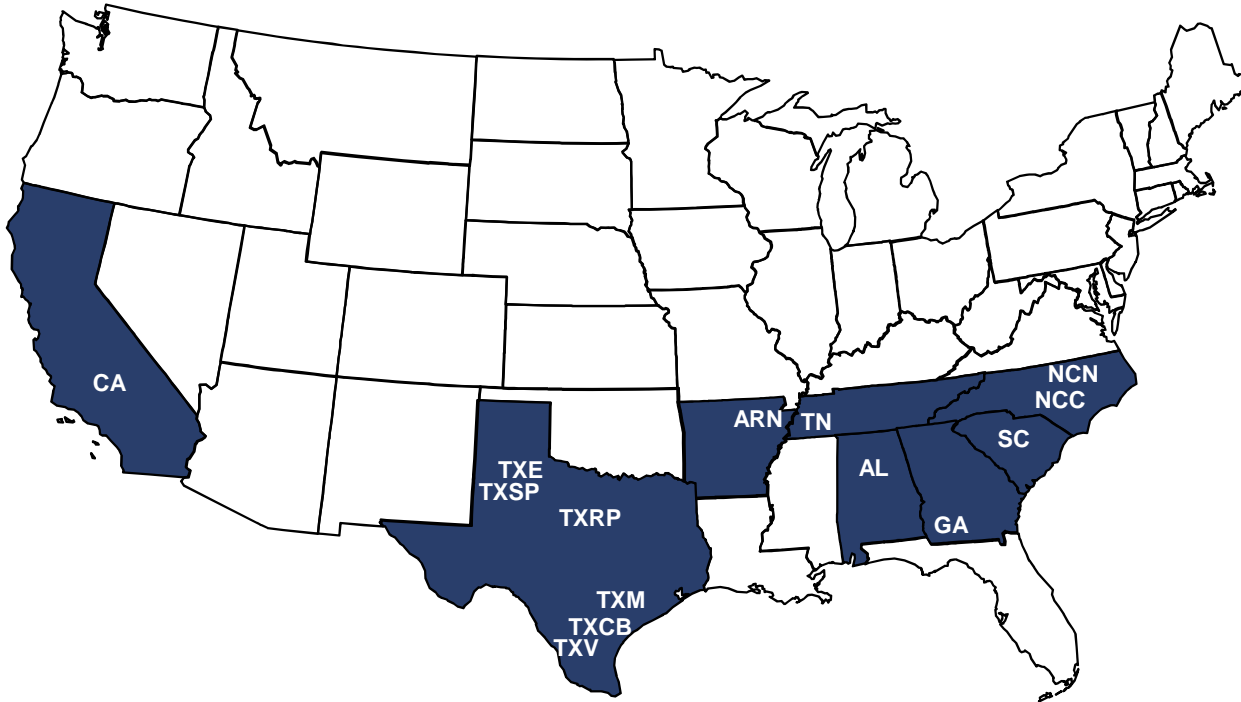 CA
NCN
NCC
ARN
TN
SC
AL
TXE
TXSP
TXRP
GA
TXM
TXCB
TXV